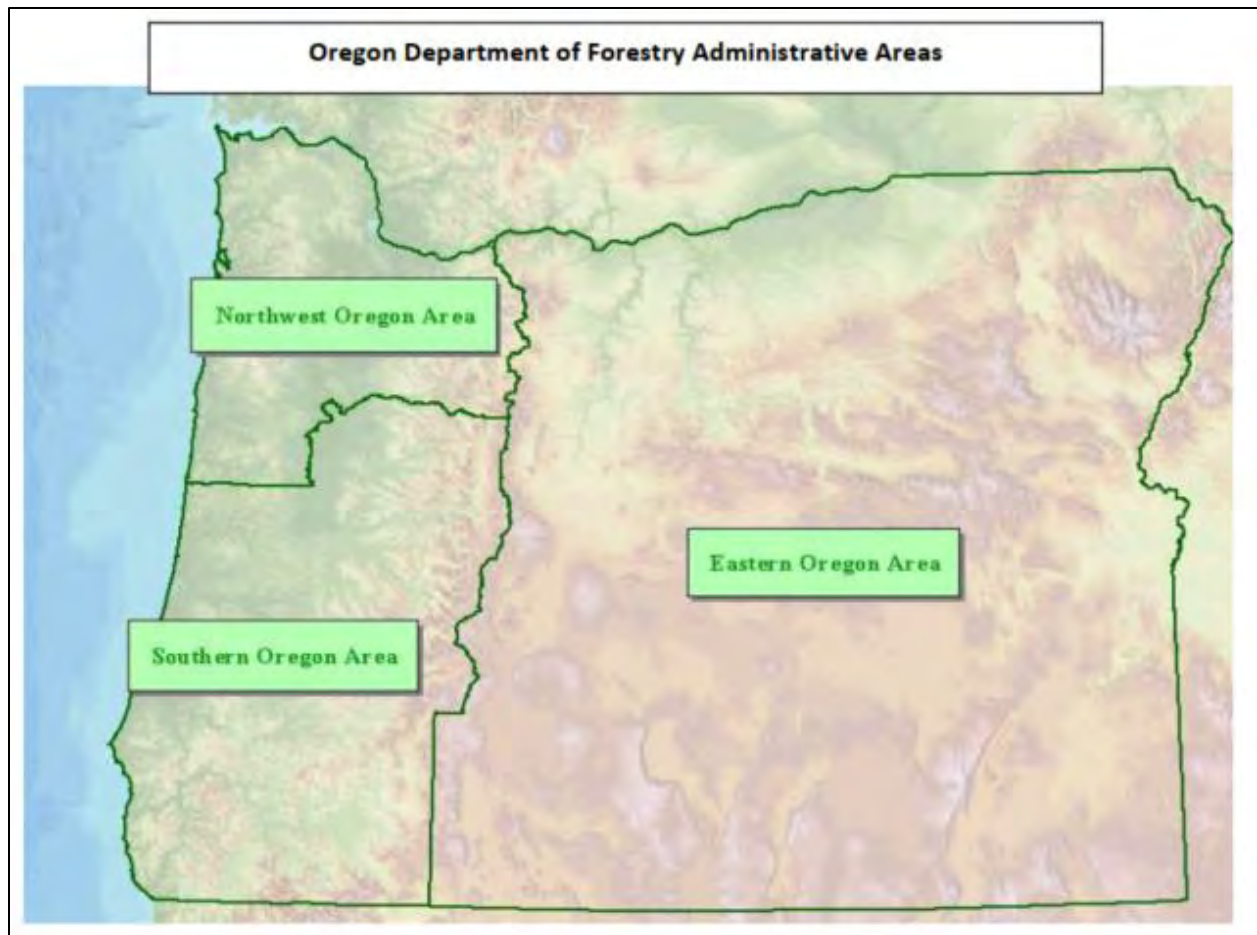 Oregon Department of Forestry Administrative Areas
Northwest Oregon Area
Eastern Oregon Area
Southern Oregon Area